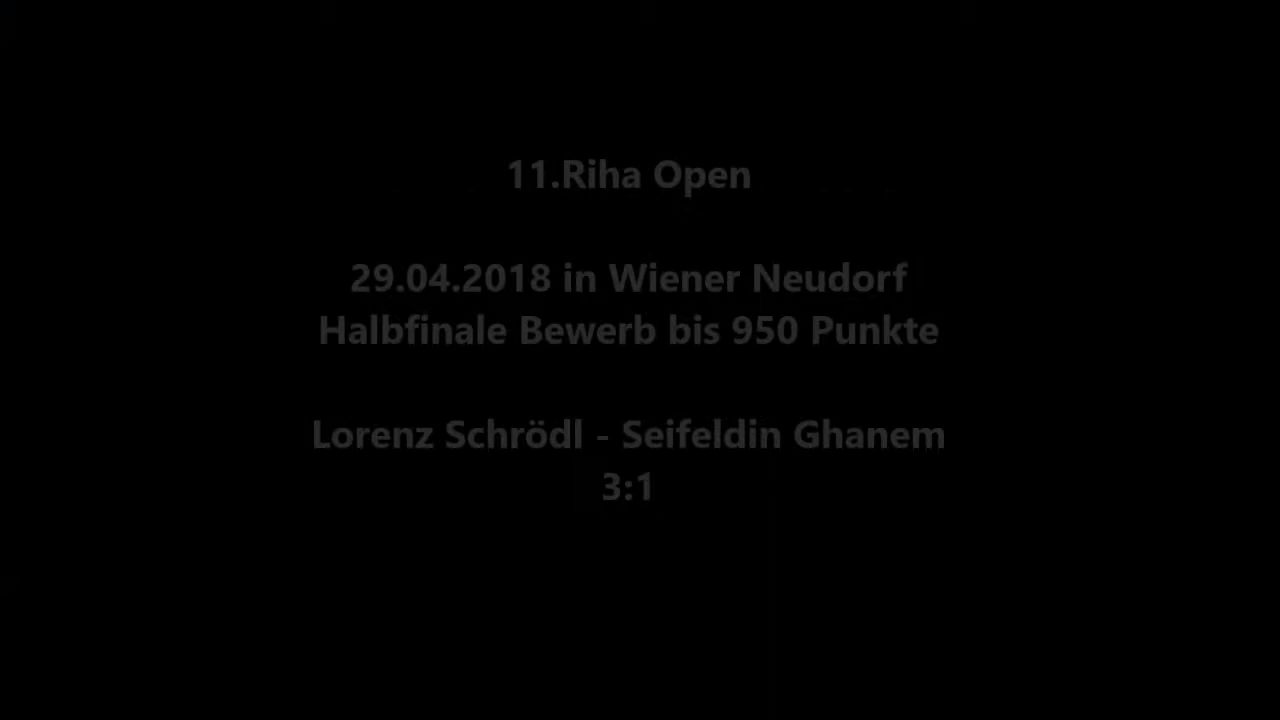 11.Riha Open
29.04.2018 in Wiener Neudorf
Halbfinale Bewerb bis 950 Punkte
Lorenz Schrödl - Seifeldin Ghanem
3:1